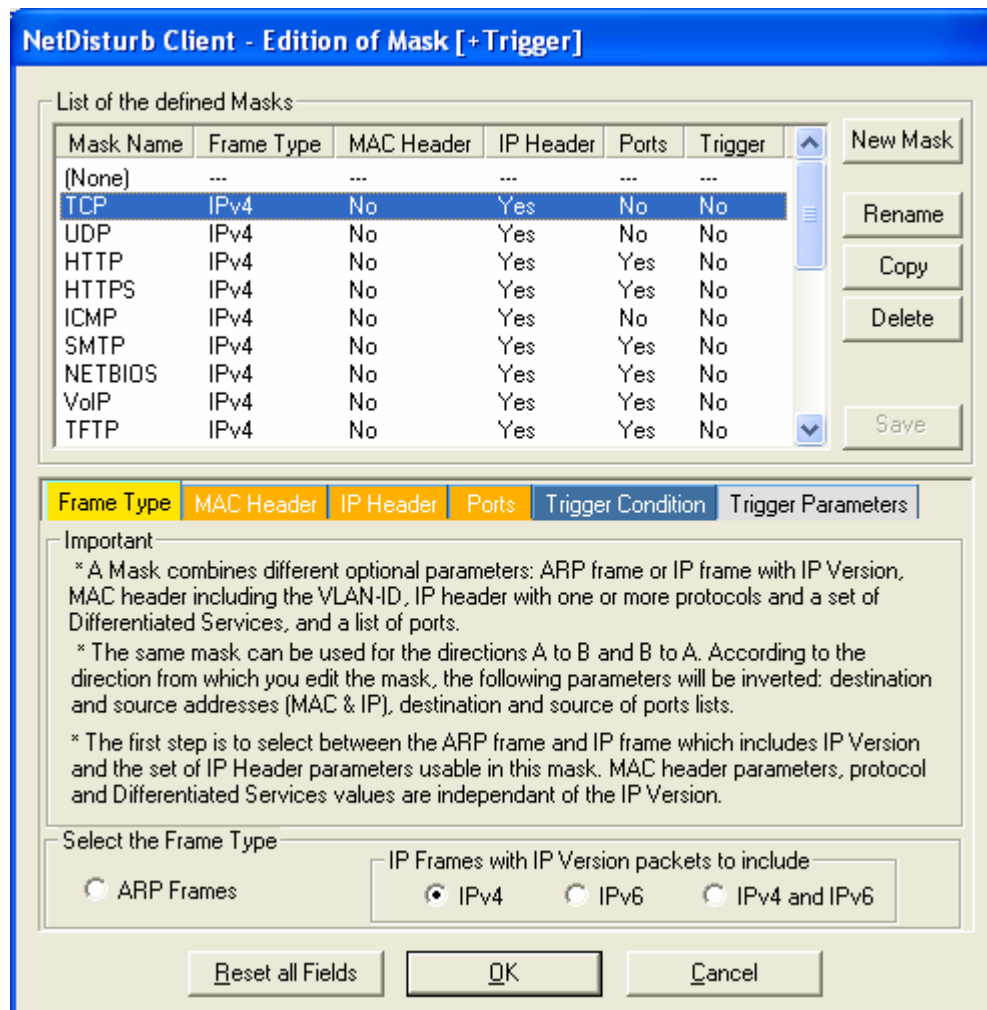 NetDisturb Client - Edition of Mask [+Trigger]
List of the defined Masks
Mask Name Frame Type MAC Header IP Header Ports Trigger
(None) --- --- --- --- ---
TCP IPv4 No Yes No No
UDP IPv4 No Yes No No
HTTP IPv4 No Yes Yes No
HTTPS IPv4 No Yes Yes No
ICMP IPv4 No Yes No No
SMTP IPv4 No Yes Yes No
NETBIOS IPv4 No Yes Yes No
VoIP IPv4 No Yes Yes No
TFTP IPv4 No Yes Yes No
New Mask
Rename
Copy
Delete
Save
Frame Type MAC Header IP Header Ports Trigger Condition Trigger Parameters
Important
* A Mask combines different optional parameters: ARP frame or IP frame with IP Version,
MAC header including the VLAN-ID, IP header with one or more protocols and a set of
Differentiated Services, and a list of ports.
* The same mask can be used for the directions A to B and B to A. According to the
direction from which you edit the mask, the following parameters will be inverted: destination
and source addresses (MAC & IP), destination and source of ports lists.
* The first step is to select between the ARP frame and IP frame which includes IP Version
and the set of IP Header parameters usable in this mask. MAC header parameters, protocol
and Differentiated Services values are independant of the IP Version.
Select the Frame Type
ARP Frames
IP Frames with IP Version packets to include
IPv4 IPv6 IPv4 and IPv6
Reset all Fields OK Cancel